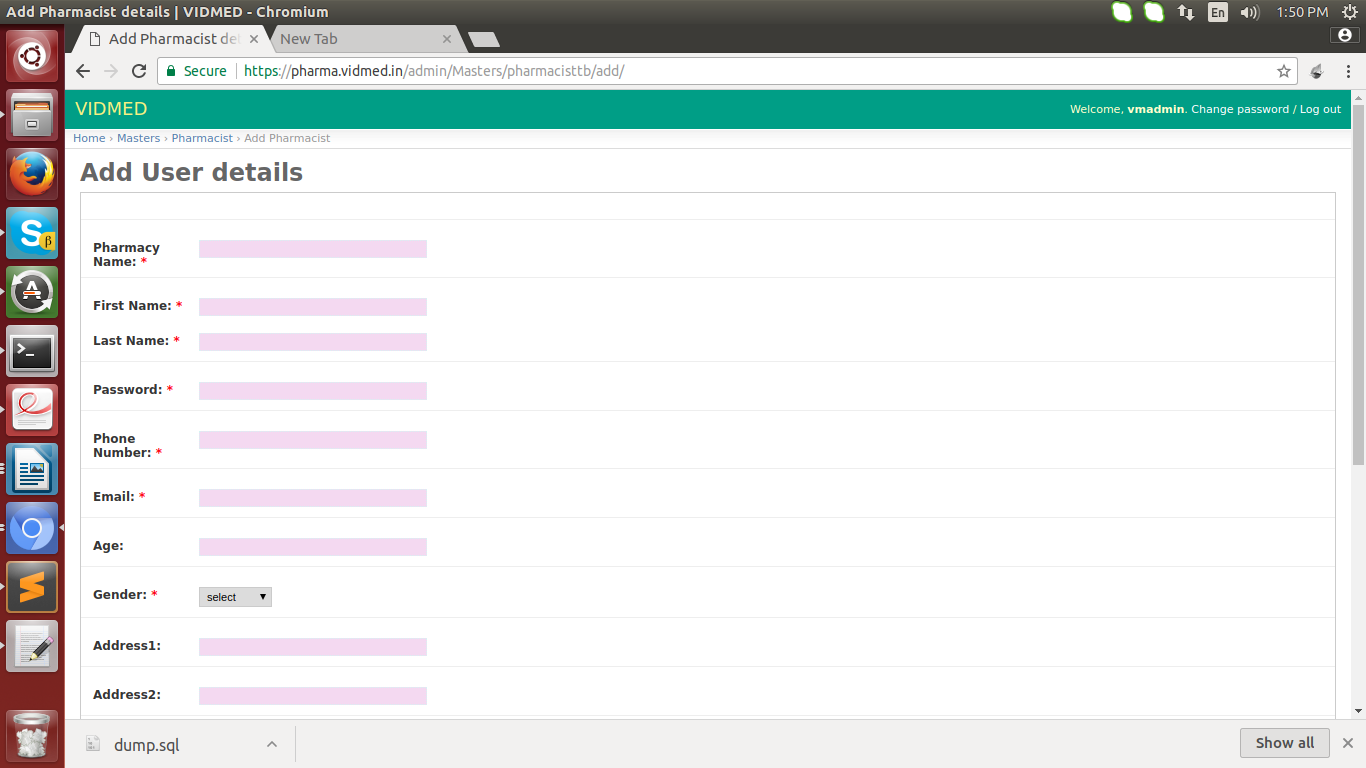 Add Pharmacist details | VIDMED - Chromium
En
1:50 PM
Add Pharmacist de
New Tab
Secure
https://pharma.vidmed.in/admin/Masters/pharmacisttb/add/
VIDMED
Welcome, vmadmin. Change password / Log out
Home › Masters › Pharmacist › Add Pharmacist
Add User details
Pharmacy
Name: *
First Name: *
Last Name: *
Password: *
Phone
Number: *
Email: *
Age:
Gender: *
select
Address1:
Address2:
dump.sql
Show all